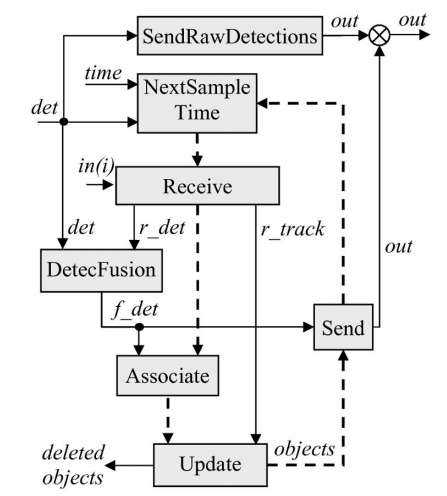 out
out
SendRawDetections
time
NextSample
Time
det
in(i)
Receive
det
r_det
r_track
DetecFusion
out
f_det
Send
Associate
deleted
objects
Update
objects